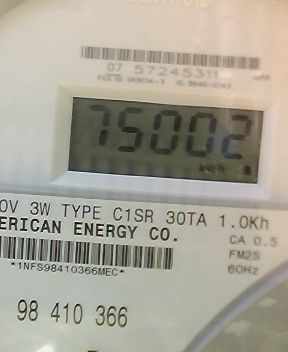 07 57245311
75002
kWh
0V 3W TYPE C1SR 30TA 1.0Kh
ERICAN ENERGY CO.
CA 0.5
FM2S
60Hz
*1NFS98410366MEC*
98 410 366